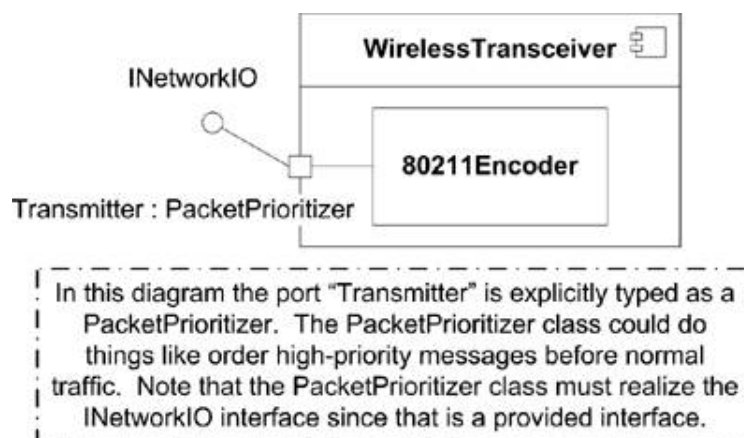 WirelessTransceiver
INetworkIO
80211Encoder
Transmitter : PacketPrioritizer
In this diagram the port “Transmitter” is explicitly typed as a
PacketPrioritizer. The PacketPrioritizer class could do
things like order high-priority messages before normal
traffic. Note that the PacketPrioritizer class must realize the
INetworkIO interface since that is a provided interface.